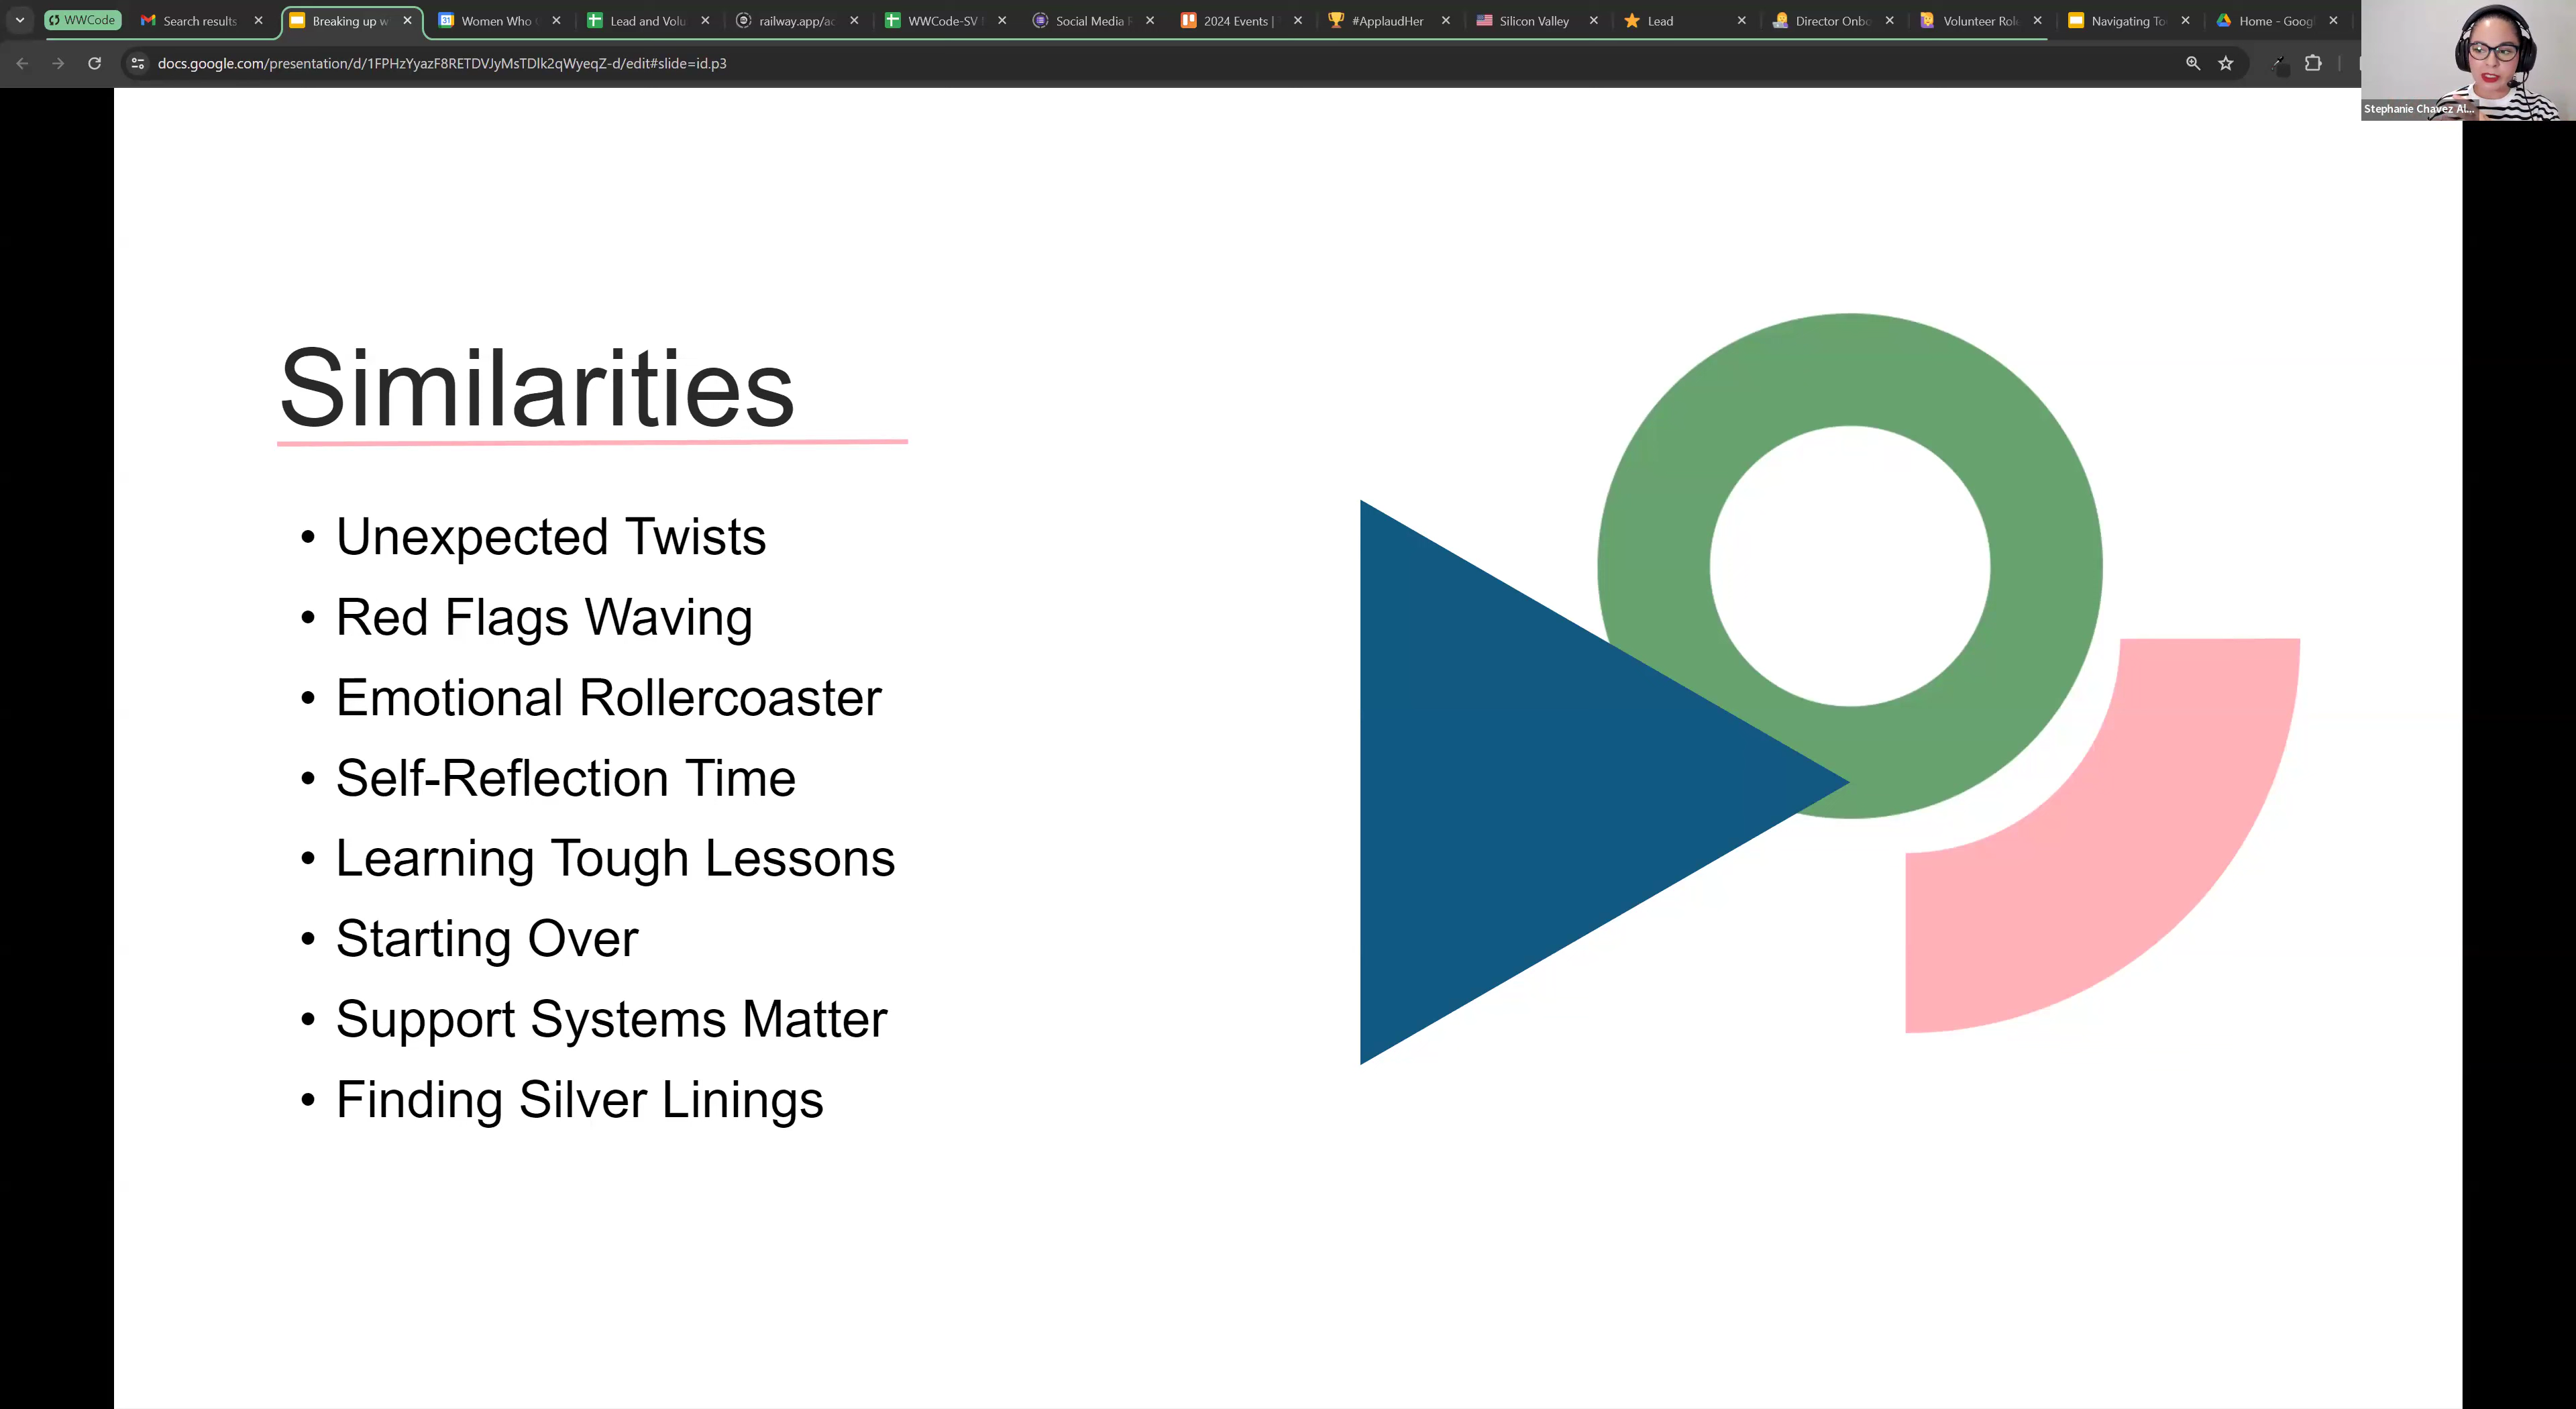 WWCode
Search results
Breaking up w
Women Who
Lead and Volu
railway.app/ac
WWCode-SV
Social Media
2024 Events |
#ApplaudHer
Silicon Valley
Lead
Director Onbo
Volunteer Rol
Navigating To
Home - Googl
docs.google.com/presentation/d/1FPHzYyazF8RETDVJyMsTDlk2qWyeqZ-d/edit#slide=id.p3
Stephanie Chavez Al...
Similarities
• Unexpected Twists
• Red Flags Waving
• Emotional Rollercoaster
• Self-Reflection Time
• Learning Tough Lessons
• Starting Over
• Support Systems Matter
• Finding Silver Linings